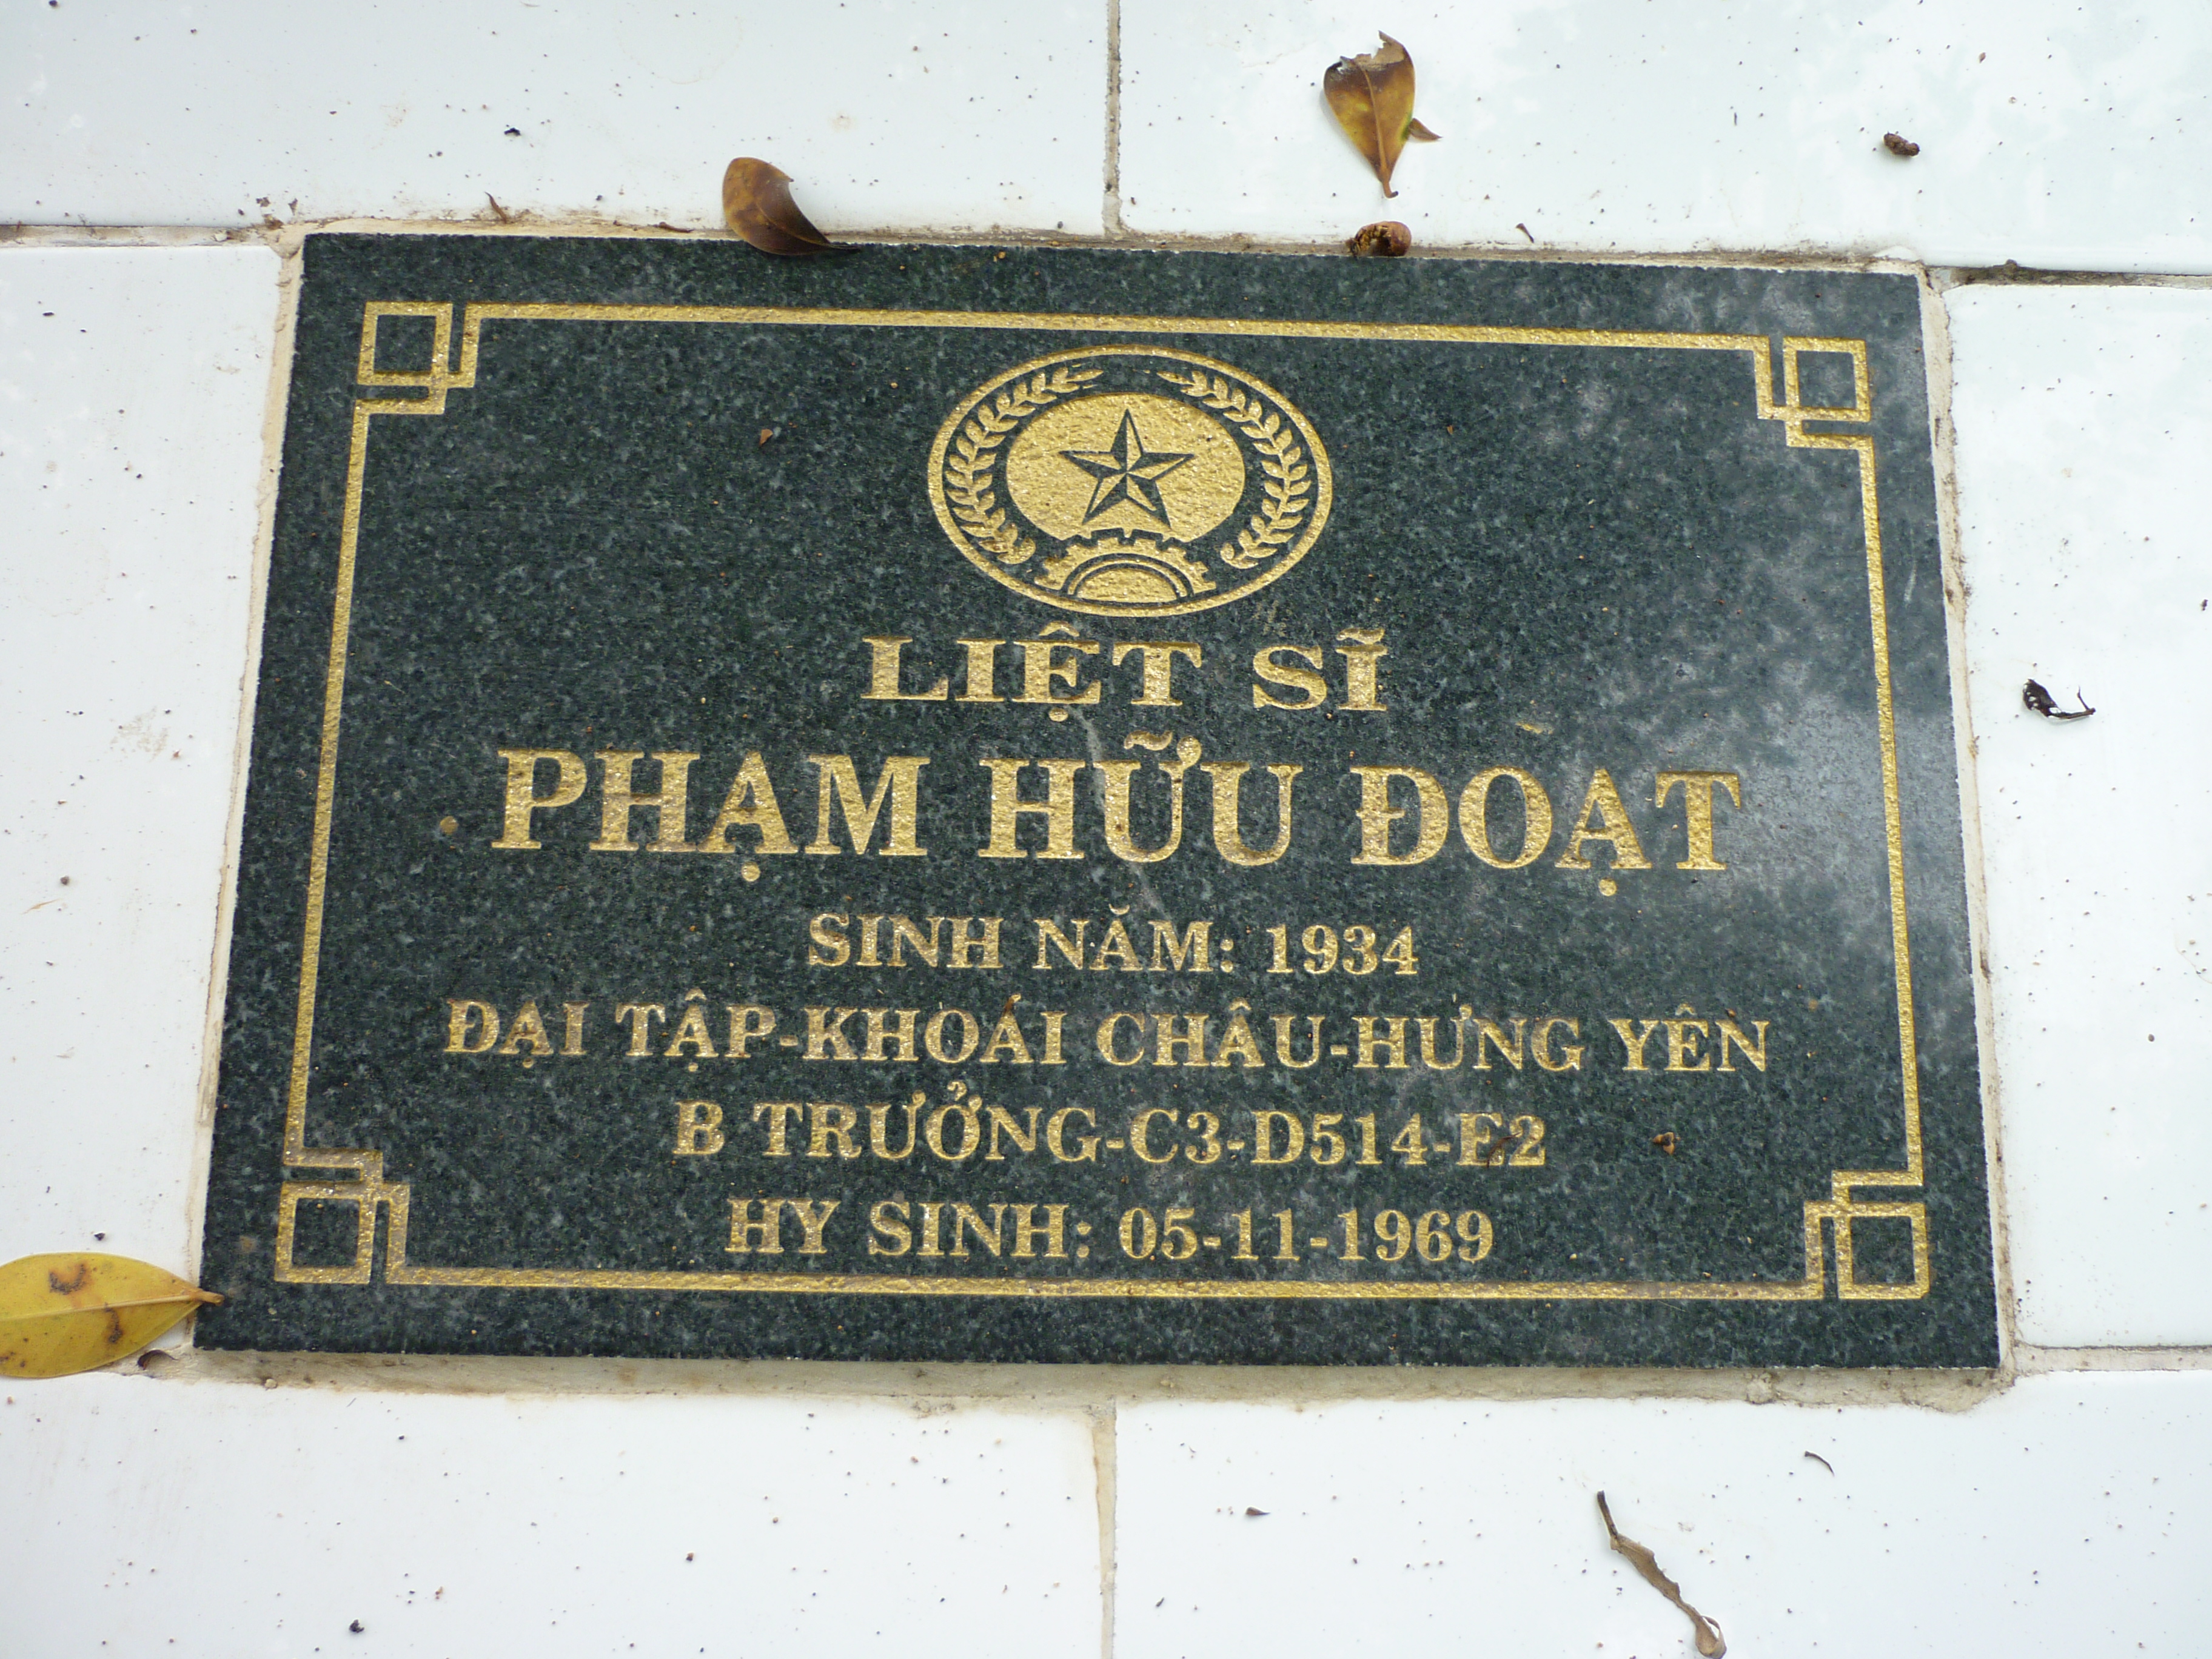 LIỆT SĨ
PHẠM HỮU ĐOẠT
SINH NĂM: 1934
ĐẠI TẬP-KHOÁI CHÂU-HƯNG YÊN
B TRƯỞNG-C3-D514-E2
HY SINH: 05-11-1969